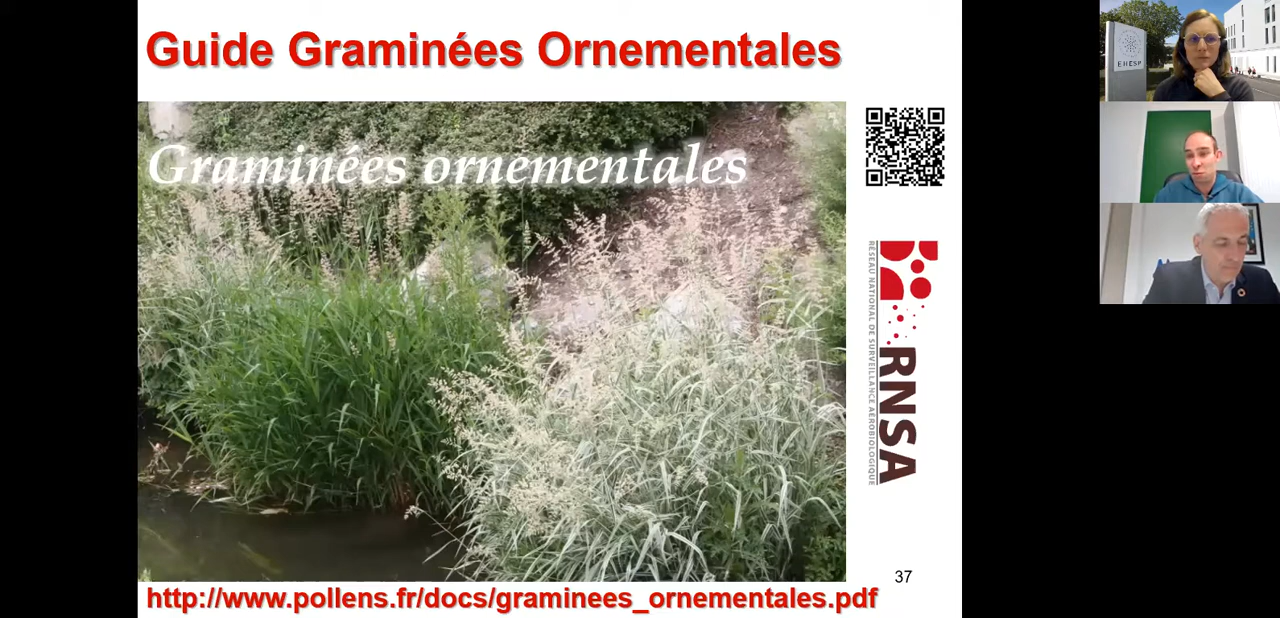 Guide Graminées Ornementales
Graminées ornementales
RÉSEAU NATIONAL DE SURVEILLANCE AÉROBIOLOGIQUE
RNSA
37
http://www.pollens.fr/docs/graminees_ornementales.pdf
EHESP